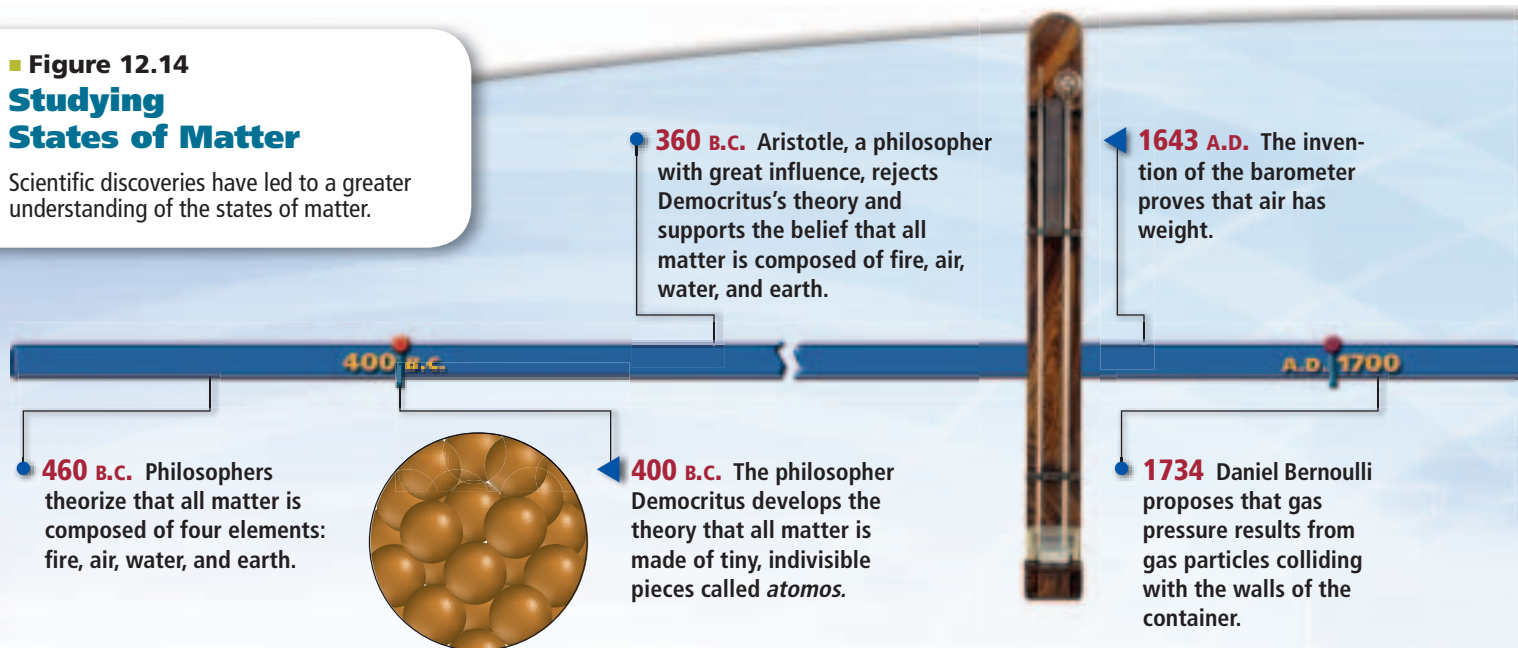 Figure 12.14
Studying
States of Matter
Scientific discoveries have led to a greater
understanding of the states of matter.
360 B.C. Aristotle, a philosopher
with great influence, rejects
Democritus's theory and
supports the belief that all
matter is composed of fire, air,
water, and earth.
1643 A.D. The inven-
tion of the barometer
proves that air has
weight.
400 B.C.
A.D. 1700
460 B.C. Philosophers
theorize that all matter is
composed of four elements:
fire, air, water, and earth.
400 B.C. The philosopher
Democritus develops the
theory that all matter is
made of tiny, indivisible
pieces called atomos.
1734 Daniel Bernoulli
proposes that gas
pressure results from
gas particles colliding
with the walls of the
container.